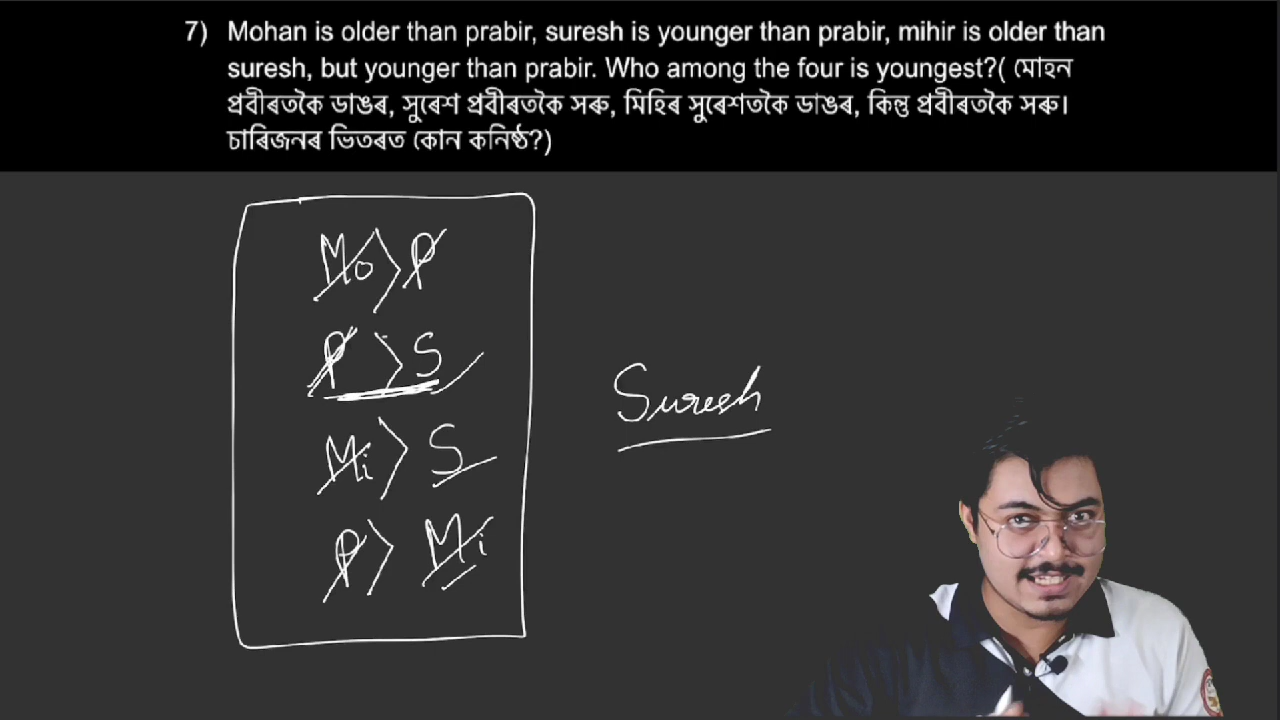 7) Mohan is older than prabir, suresh is younger than prabir, mihir is older than
suresh, but younger than prabir. Who among the four is youngest?( মোহন
প্ৰবীৰতকৈ ডাঙৰ, সুৰেশ প্ৰবীৰতকৈ সৰু, মিহিৰ সুৰেশতকৈ ডাঙৰ, কিন্তু প্ৰবীৰতকৈ সৰু।
চাৰিজনৰ ভিতৰত কোন কনিষ্ঠ?)
Mo > P
P > S
Suresh
Mi > S
P > Mi